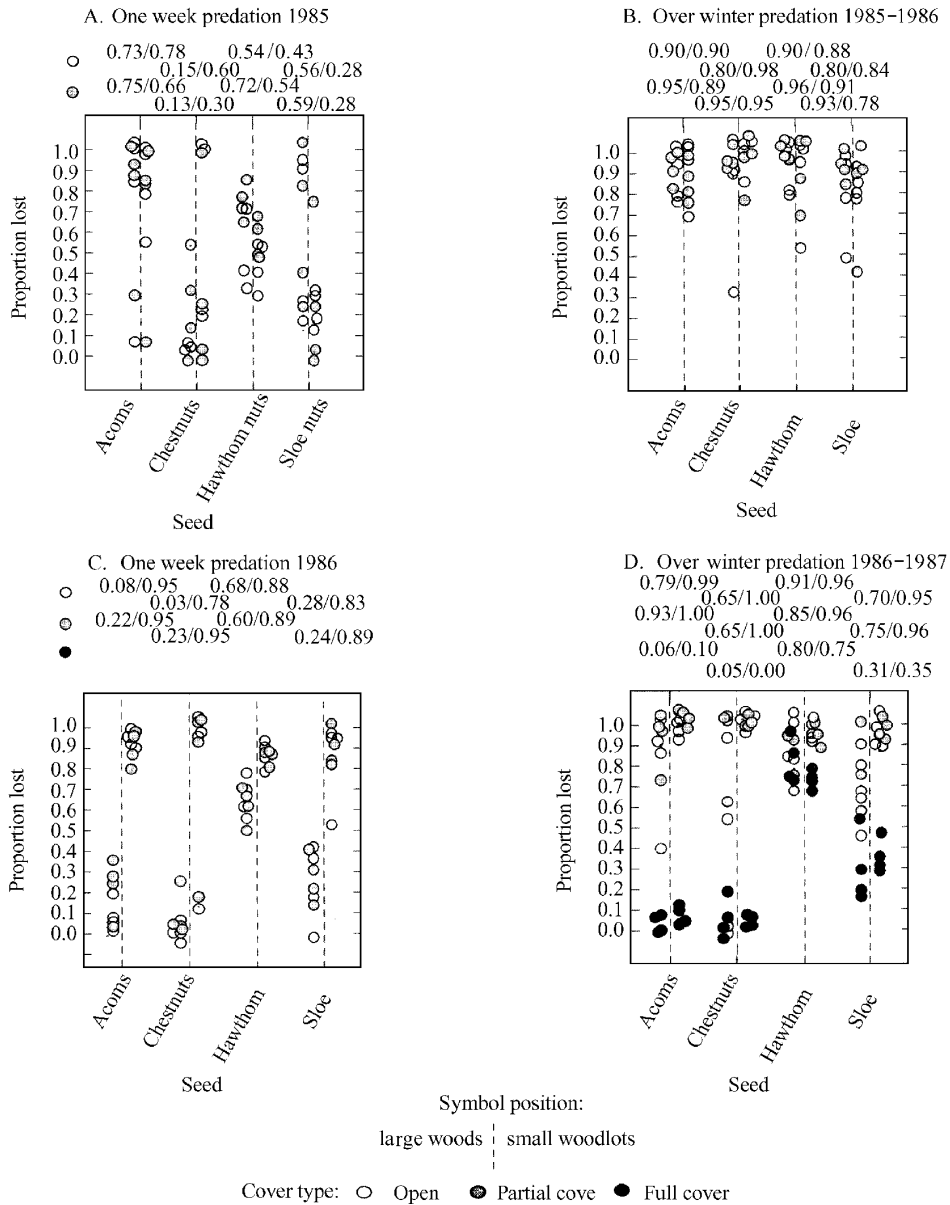 A. One week predation 1985
0.73/0.78 0.54/0.43
0.15/0.60 0.56/0.28
0.75/0.66 0.72/0.54
0.13/0.30 0.59/0.28
1.0
0.9
0.8
0.7
0.6
0.5
0.4
0.3
0.2
0.1
0.0
Proportion lost
Acoms
Chestnuts
Hawthom nuts
Sloe nuts
Seed
B. Over winter predation 1985-1986
0.90/0.90 0.90/0.88
0.80/0.98 0.80/0.84
0.95/0.89 0.96/0.91
0.95/0.95 0.93/0.78
1.0
0.9
0.8
0.7
0.6
0.5
0.4
0.3
0.2
0.1
0.0
Proportion lost
Acoms
Chestnuts
Hawthom
Sloe
Seed
C. One week predation 1986
0.08/0.95 0.68/0.88
0.03/0.78 0.28/0.83
0.22/0.95 0.60/0.89
0.23/0.95 0.24/0.89
1.0
0.9
0.8
0.7
0.6
0.5
0.4
0.3
0.2
0.1
0.0
Proportion lost
Acoms
Chestnuts
Hawthom
Sloe
Seed
D. Over winter predation 1986-1987
0.79/0.99 0.91/0.96
0.65/1.00 0.70/0.95
0.93/1.00 0.85/0.96
0.65/1.00 0.75/0.96
0.06/0.10 0.80/0.75
0.05/0.00 0.31/0.35
1.0
0.9
0.8
0.7
0.6
0.5
0.4
0.3
0.2
0.1
0.0
Proportion lost
Acoms
Chestnuts
Hawthom
Sloe
Seed
Symbol position:
large woods small woodlots
Cover type: Open Partial cove Full cover